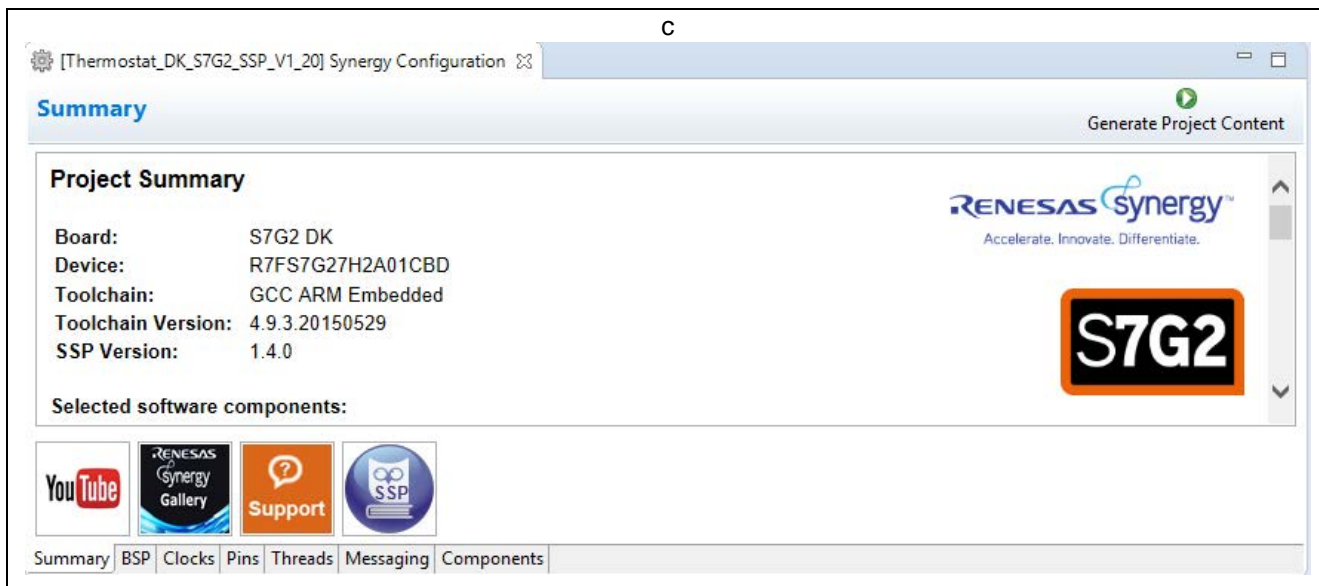 c
[Thermostat_DK_S7G2_SSP_V1_20] Synergy Configuration
Summary
Generate Project Content
Project Summary
RENESAS synergy™
Accelerate. Innovate. Differentiate.
Board: S7G2 DK
Device: R7FS7G27H2A01CBD
Toolchain: GCC ARM Embedded
Toolchain Version: 4.9.3.20150529
SSP Version: 1.4.0
S7G2
Selected software components:
YouTube
RENESAS
synergy
Gallery
?
Support
SSP
Summary BSP Clocks Pins Threads Messaging Components